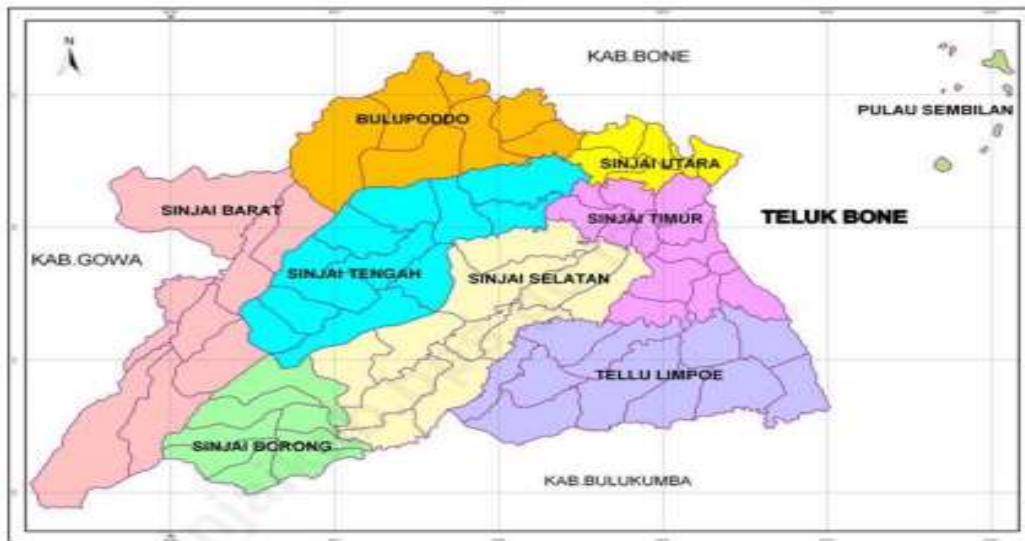 N
KAB.BONE
BULUPODDO
PULAU SEMBILAN
SINJAI UTARA
SINJAI BARAT
SINJAI TIMUR
TELUK BONE
KAB.GOWA
SINJAI TENGAH
SINJAI SELATAN
TELLU LIMPOE
SINJAI BORONG
KAB.BULUKUMBA